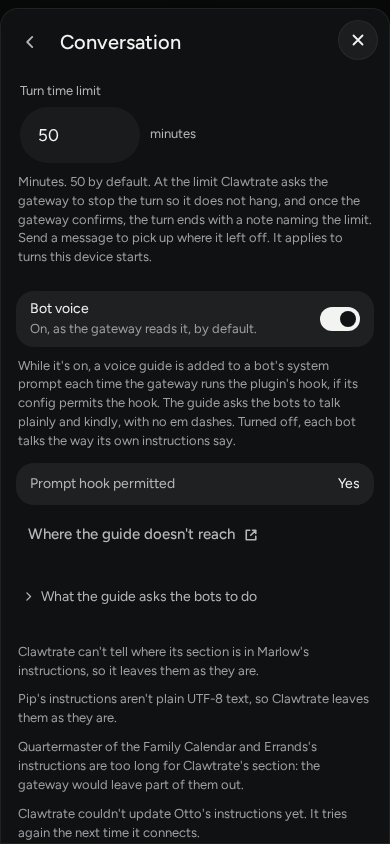 Conversation
Turn time limit
50 minutes
Minutes. 50 by default. At the limit Clawtrate asks the
gateway to stop the turn so it does not hang, and once the
gateway confirms, the turn ends with a note naming the limit.
Send a message to pick up where it left off. It applies to
turns this device starts.
Bot voice
On, as the gateway reads it, by default.
While it's on, a voice guide is added to a bot's system
prompt each time the gateway runs the plugin's hook, if its
config permits the hook. The guide asks the bots to talk
plainly and kindly, with no em dashes. Turned off, each bot
talks the way its own instructions say.
Prompt hook permitted Yes
Where the guide doesn't reach
What the guide asks the bots to do
Clawtrate can't tell where its section is in Marlow's
instructions, so it leaves them as they are.
Pip's instructions aren't plain UTF-8 text, so Clawtrate leaves
them as they are.
Quartermaster of the Family Calendar and Errands's
instructions are too long for Clawtrate's section: the
gateway would leave part of them out.
Clawtrate couldn't update Otto's instructions yet. It tries
again the next time it connects.